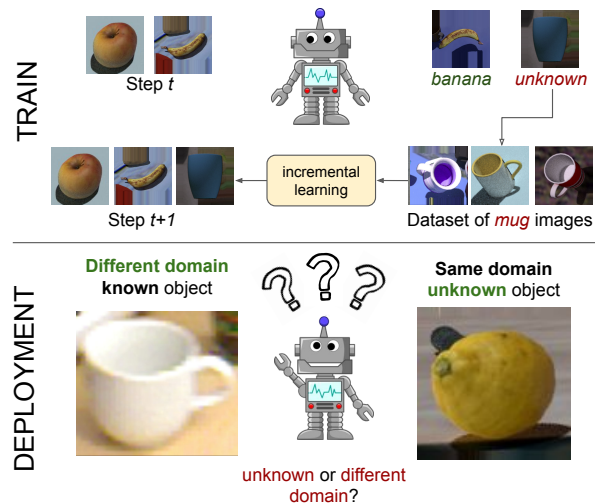 TRAIN
Step t
banana
unknown
incremental
learning
Step t+1
Dataset of mug images
DEPLOYMENT
Different domain
known object
Same domain
unknown object
unknown or different
domain?